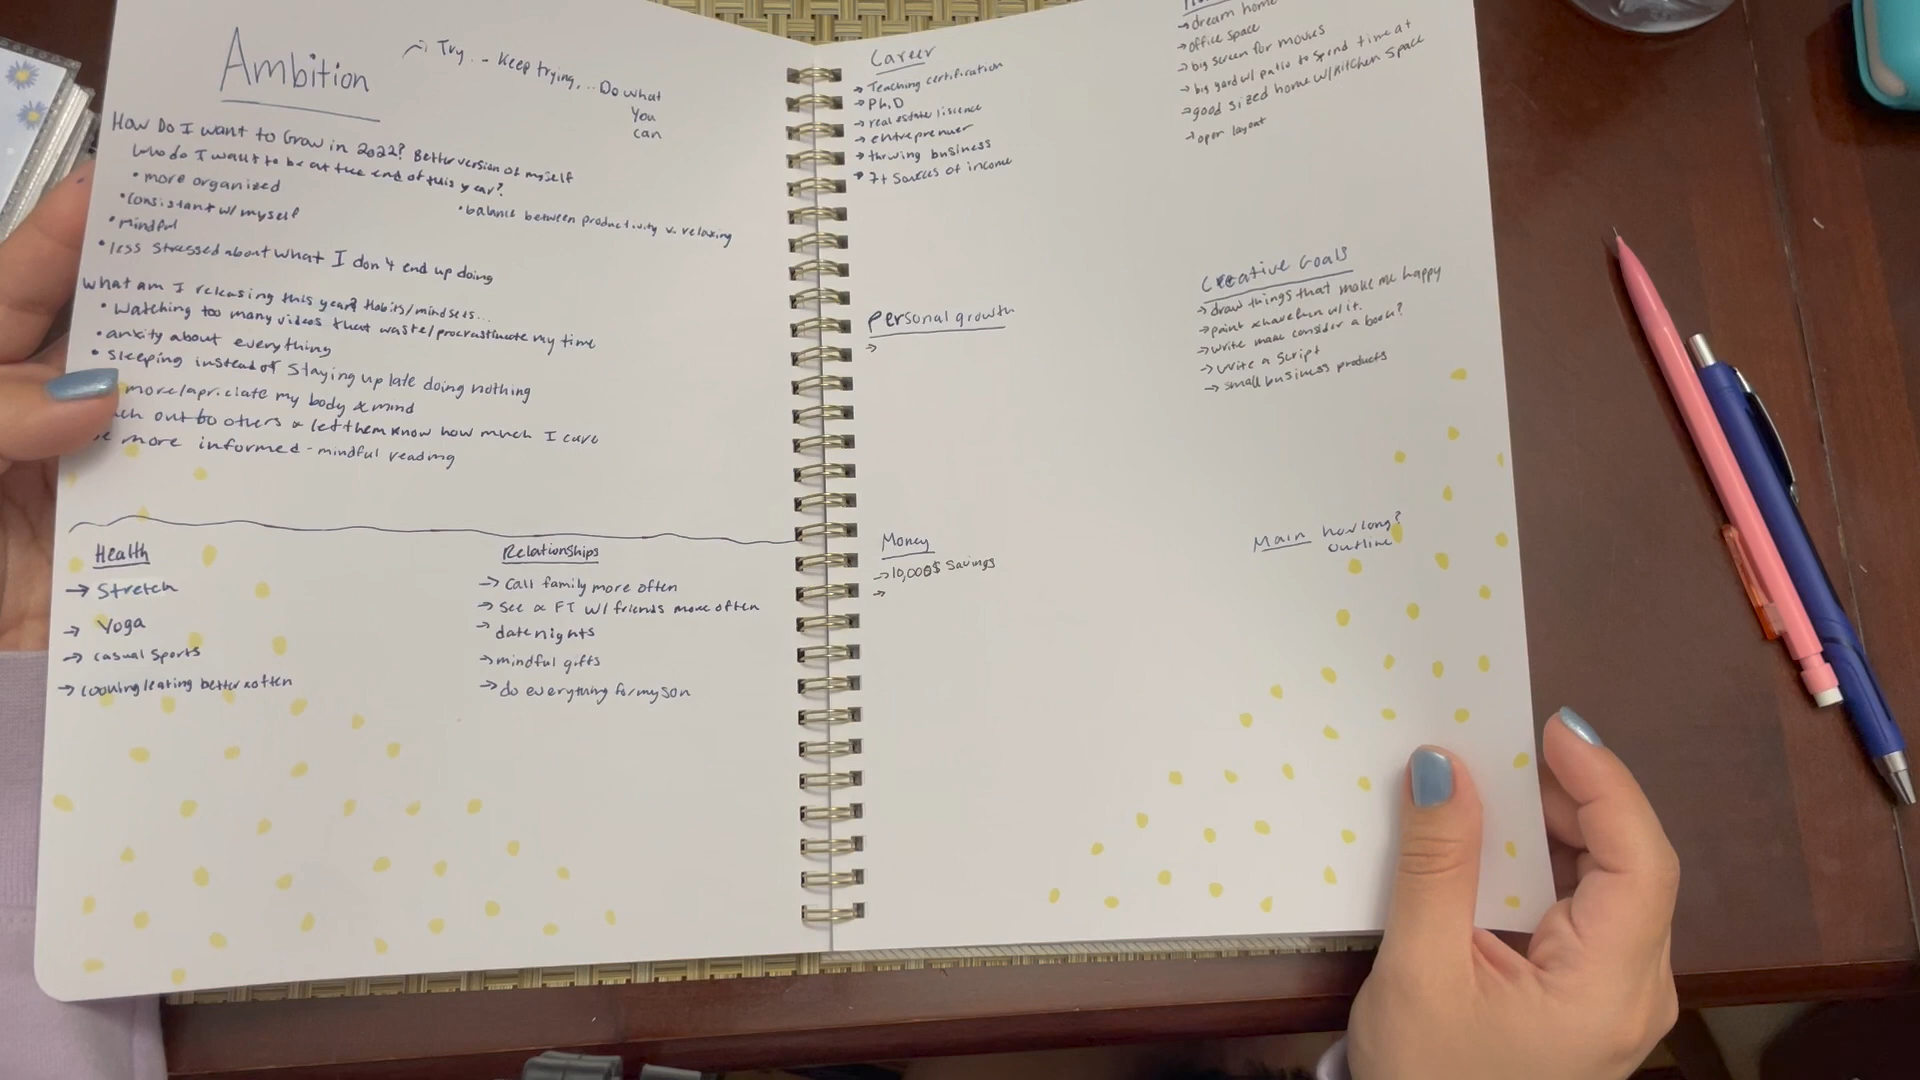 Ambition
Try.. - Keep trying,...Do what
You
can
How Do I want to Grow in 2022? Better version of myself
Who do I want to be at the end of this year?
• more organized
• consistant w/ myself
• balance between productivity v. relaxing
• Mindful
• less stressed about what I don't end up doing
What am I releasing this year? Habits/mindsets...
• Watching too many videos that waste/procrastinate my time
• anxity about everything
• Sleeping instead of Staying up late doing nothing
more/apriciate my body & mind
out to others & let them know how much I care
more informed - mindful reading
Health
→ Stretch
→ Yoga
→ casual sports
→ cooking/eating better & often
Relationships
→ Call family more often
→ See & FT w/ friends more often
→ date nights
→ mindful gifts
→ do everything for my son
Career
→ Teaching certification
→ Ph.D
→ real estate liscence
→ entreprenuer
→ thriving business
→ 7+ Sources of income
Personal growth
→
Money
→ 10,000$ Savings
→
→ dream home
→ office space
→ big screen for movies
→ big yard w/ patio to spend time at
→ good sized home w/ kitchen space
→ open layout
Creative Goals
→ draw things that make me happy
→ paint & have fun w/ it.
→ write more consider a book?
→ write a script
→ small business products
Main how long?
outline